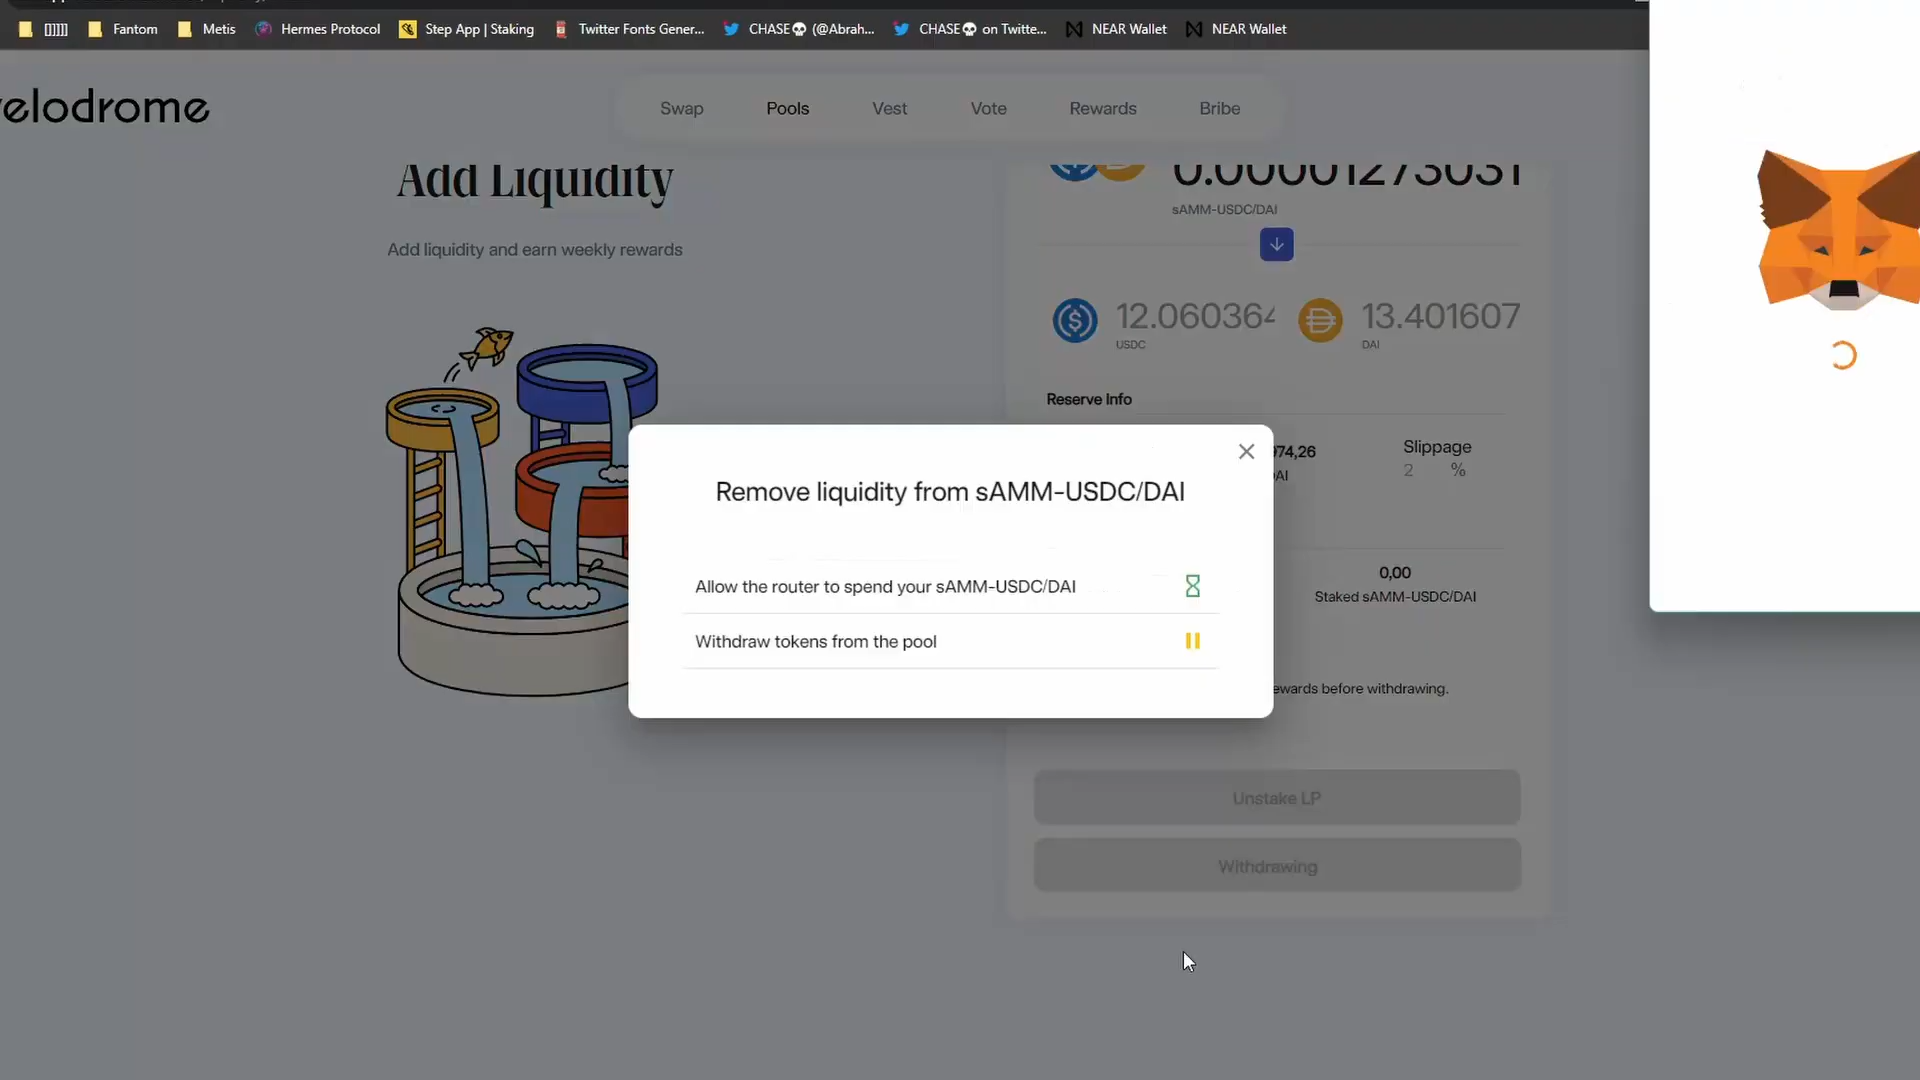 Fantom
Metis
Hermes Protocol
Step App | Staking
Twitter Fonts Gener...
CHASE💀 (@Abrah...
CHASE💀 on Twitte...
NEAR Wallet
NEAR Wallet
velodrome
Swap
Pools
Vest
Vote
Rewards
Bribe
Add Liquidity
Add liquidity and earn weekly rewards
0.00001273031
sAMM-USDC/DAI
12.060364
USDC
13.401607
DAI
Reserve Info
974,26
DAI
Slippage
2 %
Remove liquidity from sAMM-USDC/DAI
Allow the router to spend your sAMM-USDC/DAI
Withdraw tokens from the pool
0,00
Staked sAMM-USDC/DAI
ewards before withdrawing.
Unstake LP
Withdrawing